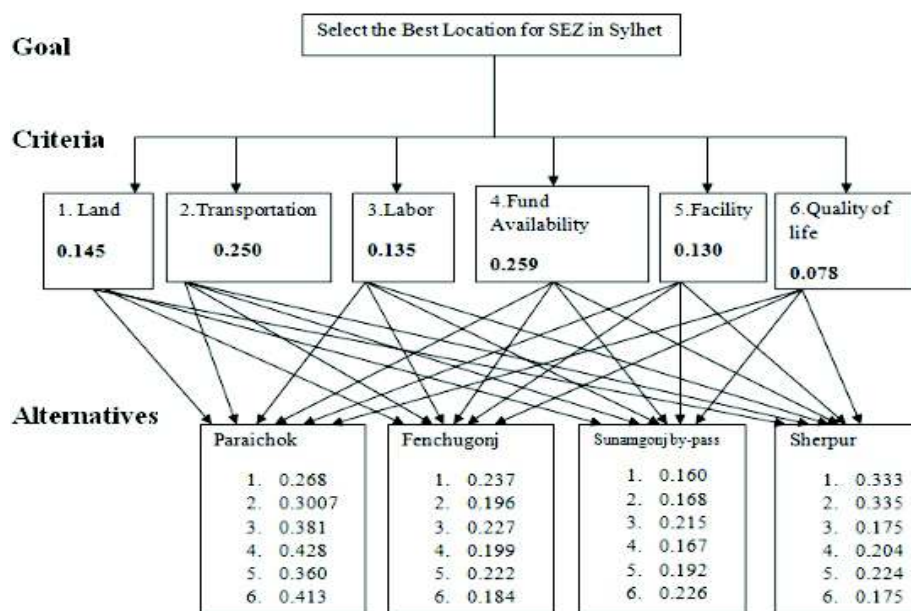 Select the Best Location for SEZ in Sylhet
Goal
Criteria
1. Land
0.145
2.Transportation
0.250
3.Labor
0.135
4.Fund
Availability
0.259
5.Facility
0.130
6.Quality of
life
0.078
Alternatives
Paraichok
1. 0.268
2. 0.3007
3. 0.381
4. 0.428
5. 0.360
6. 0.413
Fenchugonj
1. 0.237
2. 0.196
3. 0.227
4. 0.199
5. 0.222
6. 0.184
Sunamgonj by-pass
1. 0.160
2. 0.168
3. 0.215
4. 0.167
5. 0.192
6. 0.226
Sherpur
1. 0.333
2. 0.335
3. 0.175
4. 0.204
5. 0.224
6. 0.175